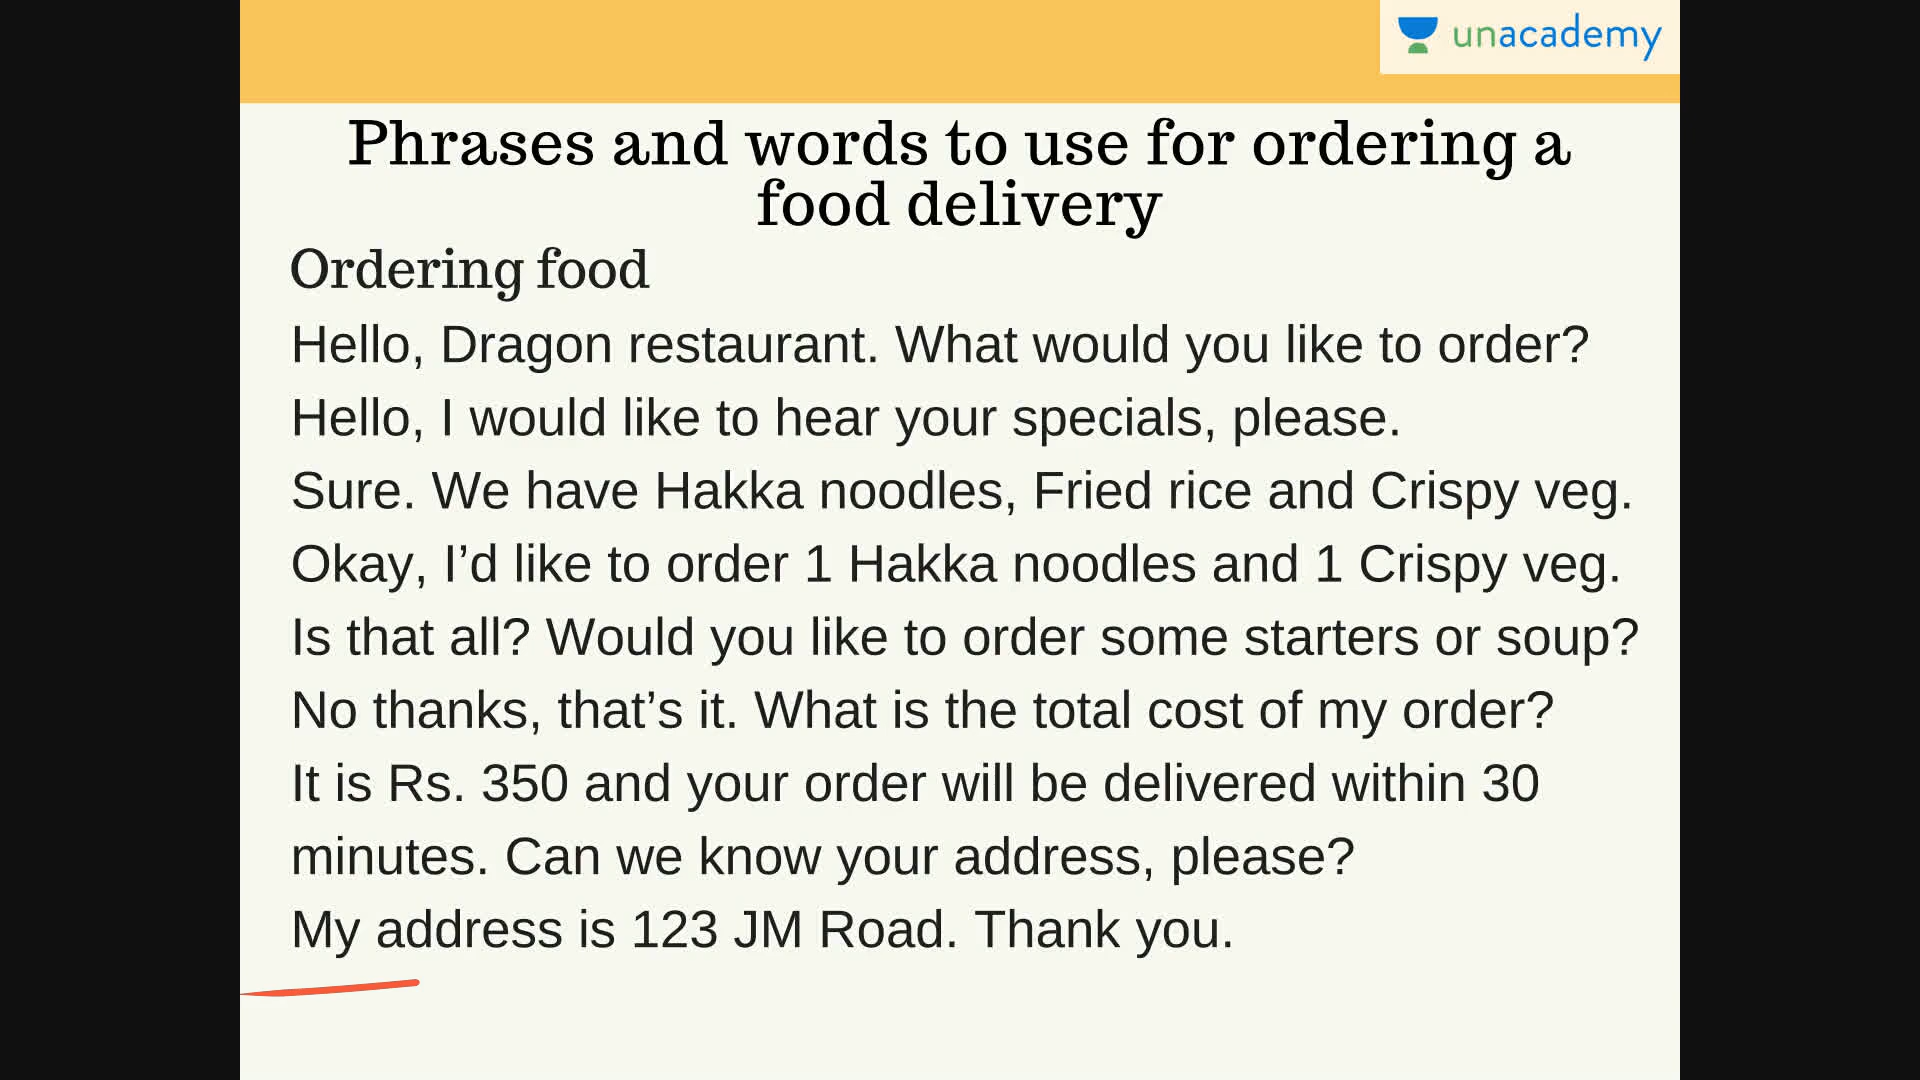 unacademy
Phrases and words to use for ordering a
food delivery
Ordering food
Hello, Dragon restaurant. What would you like to order?
Hello, I would like to hear your specials, please.
Sure. We have Hakka noodles, Fried rice and Crispy veg.
Okay, I’d like to order 1 Hakka noodles and 1 Crispy veg.
Is that all? Would you like to order some starters or soup?
No thanks, that’s it. What is the total cost of my order?
It is Rs. 350 and your order will be delivered within 30
minutes. Can we know your address, please?
My address is 123 JM Road. Thank you.